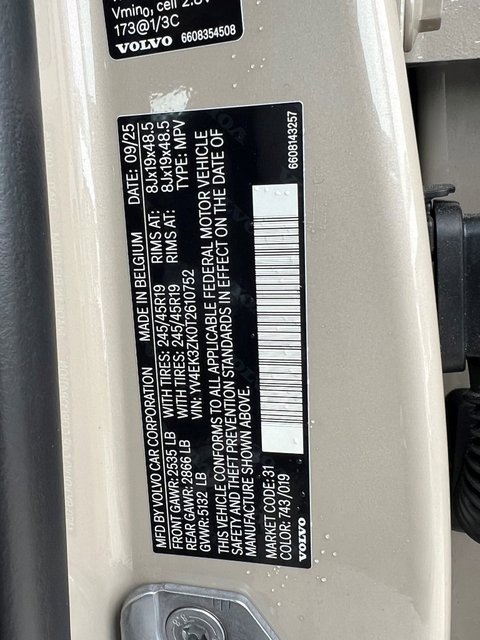 Vmin0, cell 2.8V
173@1/3C
VOLVO 6608354508
MFD BY VOLVO CAR CORPORATION MADE IN BELGIUM DATE: 09/25
FRONT GAWR: 2535 LB WITH TIRES: 245/45R19 RIMS AT: 8Jx19x48.5
REAR GAWR: 2866 LB WITH TIRES: 245/45R19 RIMS AT: 8Jx19x48.5
GVWR: 5132 LB VIN: YV4EK3ZK0T2610752 TYPE: MPV
THIS VEHICLE CONFORMS TO ALL APPLICABLE FEDERAL MOTOR VEHICLE
SAFETY AND THEFT PREVENTION STANDARDS IN EFFECT ON THE DATE OF
MANUFACTURE SHOWN ABOVE.
MARKET CODE: 31
COLOR: 743 /019
VOLVO 6608143257